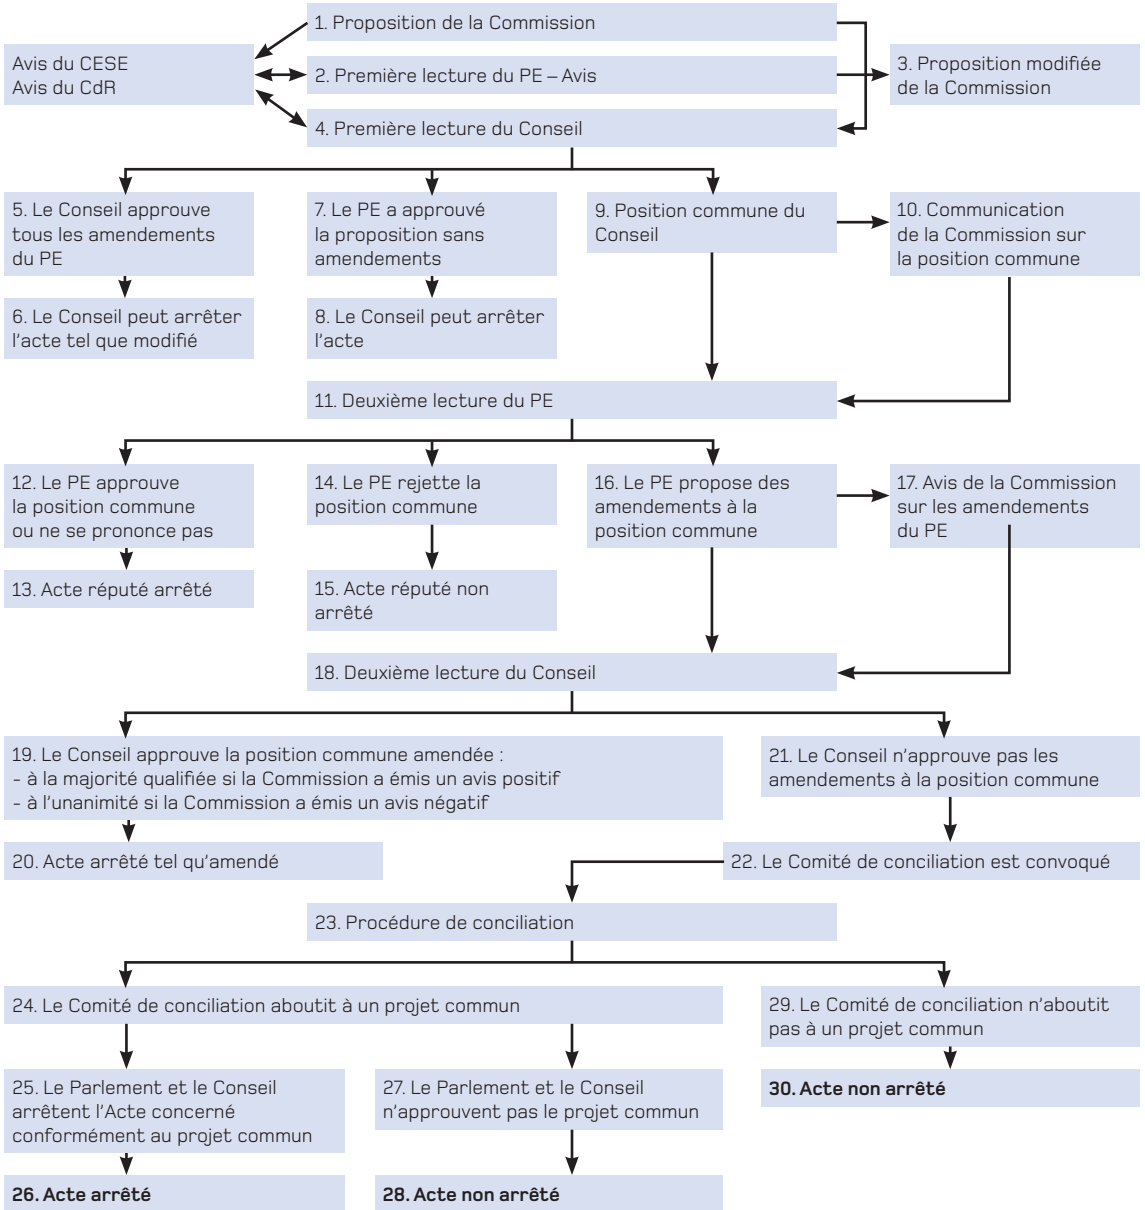 1. Proposition de la Commission
Avis du CESE
Avis du CdR
2. Première lecture du PE – Avis
3. Proposition modifiée
de la Commission
4. Première lecture du Conseil
5. Le Conseil approuve
tous les amendements
du PE
7. Le PE a approuvé
la proposition sans
amendements
9. Position commune du
Conseil
10. Communication
de la Commission sur
la position commune
6. Le Conseil peut arrêter
l'acte tel que modifié
8. Le Conseil peut arrêter
l'acte
11. Deuxième lecture du PE
12. Le PE approuve
la position commune
ou ne se prononce pas
14. Le PE rejette la
position commune
16. Le PE propose des
amendements à la
position commune
17. Avis de la Commission
sur les amendements
du PE
13. Acte réputé arrêté
15. Acte réputé non
arrêté
18. Deuxième lecture du Conseil
19. Le Conseil approuve la position commune amendée :
- à la majorité qualifiée si la Commission a émis un avis positif
- à l'unanimité si la Commission a émis un avis négatif
21. Le Conseil n'approuve pas les
amendements à la position commune
20. Acte arrêté tel qu'amendé
22. Le Comité de conciliation est convoqué
23. Procédure de conciliation
24. Le Comité de conciliation aboutit à un projet commun
29. Le Comité de conciliation n'aboutit
pas à un projet commun
25. Le Parlement et le Conseil
arrêtent l'Acte concerné
conformément au projet commun
27. Le Parlement et le Conseil
n'approuvent pas le projet commun
30. Acte non arrêté
26. Acte arrêté
28. Acte non arrêté